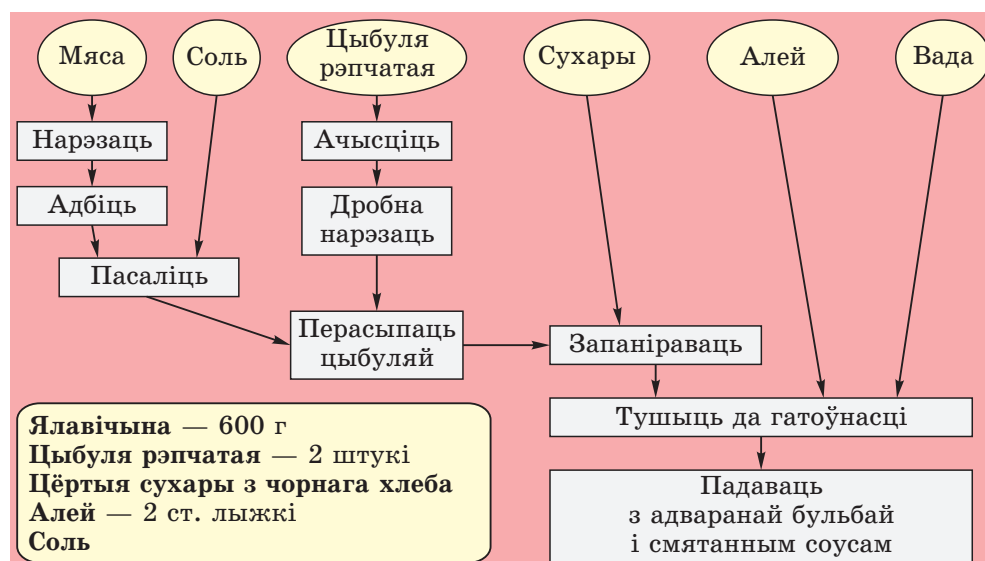 Мяса
Соль
Цыбуля
рэпчатая
Сухары
Алей
Вада
Нарэзаць
Ачысціць
Адбіць
Дробна
нарэзаць
Пасаліць
Перасыпаць
цыбуляй
Запаніраваць
Тушыць да гатоўнасці
Ялавічына — 600 г
Цыбуля рэпчатая — 2 штукі
Цёртыя сухары з чорнага хлеба
Алей — 2 ст. лыжкі
Соль
Падаваць
з адваранай бульбай
і смятанным соусам